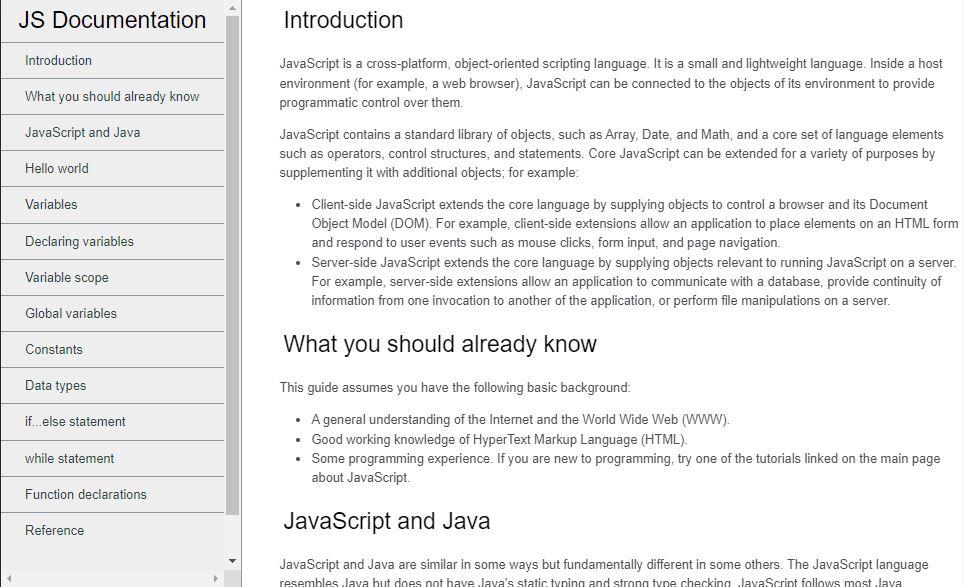 JS Documentation
Introduction
What you should already know
JavaScript and Java
Hello world
Variables
Declaring variables
Variable scope
Global variables
Constants
Data types
if...else statement
while statement
Function declarations
Reference
Introduction
JavaScript is a cross-platform, object-oriented scripting language. It is a small and lightweight language. Inside a host
environment (for example, a web browser), JavaScript can be connected to the objects of its environment to provide
programmatic control over them.
JavaScript contains a standard library of objects, such as Array, Date, and Math, and a core set of language elements
such as operators, control structures, and statements. Core JavaScript can be extended for a variety of purposes by
supplementing it with additional objects; for example:
• Client-side JavaScript extends the core language by supplying objects to control a browser and its Document
Object Model (DOM). For example, client-side extensions allow an application to place elements on an HTML form
and respond to user events such as mouse clicks, form input, and page navigation.
• Server-side JavaScript extends the core language by supplying objects relevant to running JavaScript on a server.
For example, server-side extensions allow an application to communicate with a database, provide continuity of
information from one invocation to another of the application, or perform file manipulations on a server.
What you should already know
This guide assumes you have the following basic background:
• A general understanding of the Internet and the World Wide Web (WWW).
• Good working knowledge of HyperText Markup Language (HTML).
• Some programming experience. If you are new to programming, try one of the tutorials linked on the main page
about JavaScript.
JavaScript and Java
JavaScript and Java are similar in some ways but fundamentally different in some others. The JavaScript language
resembles Java but does not have Java's static typing and strong type checking. JavaScript follows most Java